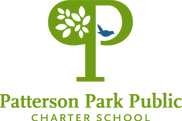 P
Patterson Park Public
CHARTER SCHOOL